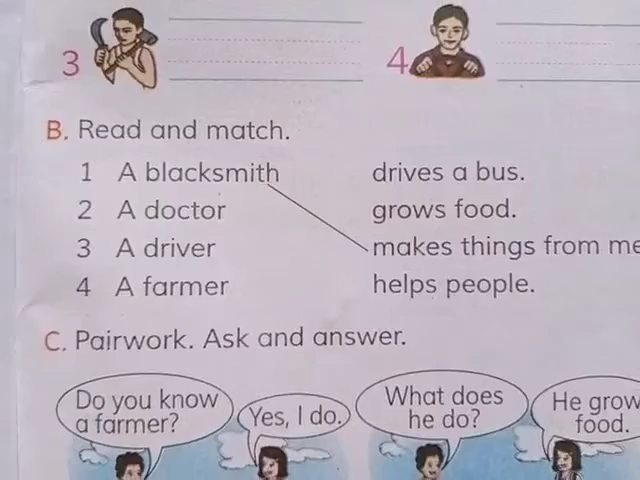 3
4
B. Read and match.
1 A blacksmith drives a bus.
2 A doctor grows food.
3 A driver makes things from
4 A farmer helps people.
C. Pairwork. Ask and answer.
Do you know
a farmer?
Yes, I do.
What does
he do?
He
food.